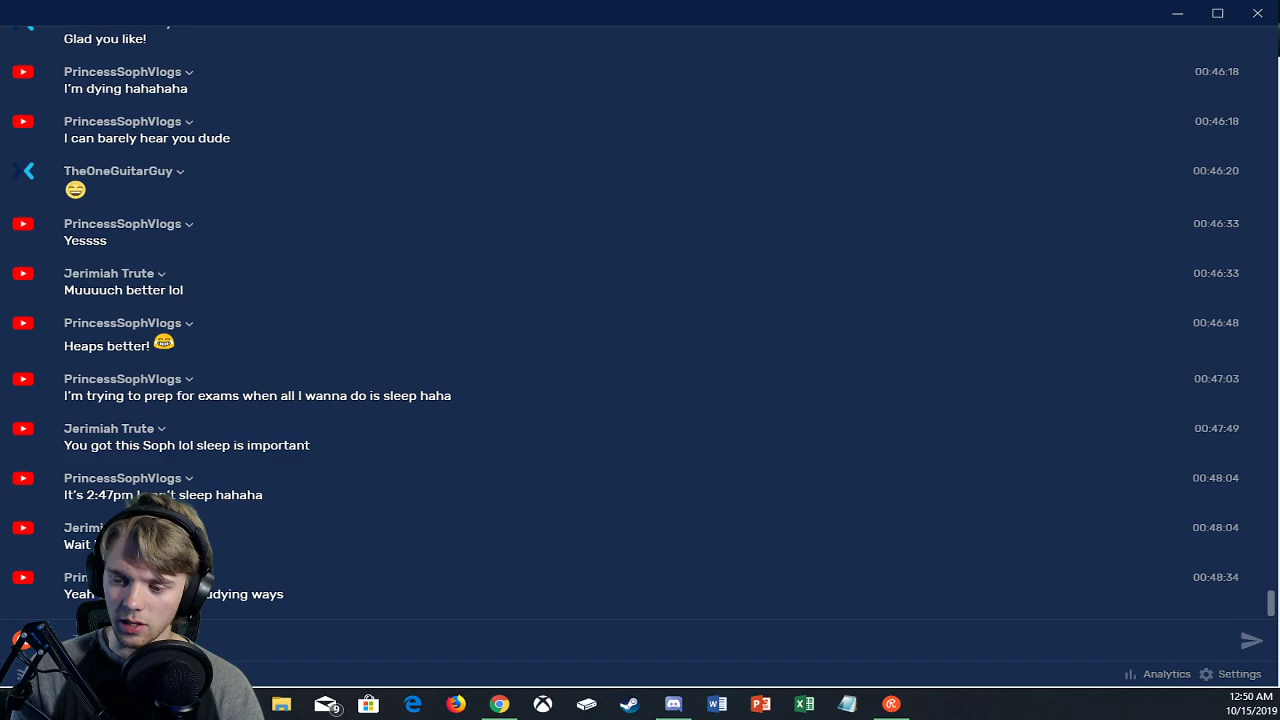 Glad you like!
PrincessSophVlogs 00:46:18
I'm dying hahahaha
PrincessSophVlogs 00:46:18
I can barely hear you dude
TheOneGuitarGuy 00:46:20
PrincessSophVlogs 00:46:33
Yessss
Jerimiah Trute 00:46:33
Muuuuch better lol
PrincessSophVlogs 00:46:48
Heaps better!
PrincessSophVlogs 00:47:03
I'm trying to prep for exams when all I wanna do is sleep haha
Jerimiah Trute 00:47:49
You got this Soph lol sleep is important
PrincessSophVlogs 00:48:04
It's 2:47pm I sleep hahaha
00:48:04
Wait
00:48:34
Yeah ways
Analytics Settings
9
12:50 AM
10/15/2019